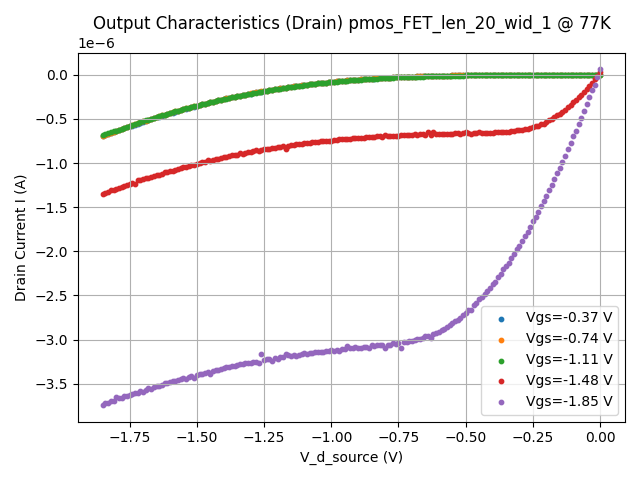 Output Characteristics (Drain) pmos_FET_len_20_wid_1 @ 77K
1e−6
0.0
−0.5
−1.0
−1.5
−2.0
−2.5
−3.0
−3.5
Drain Current I (A)
Vgs=-0.37 V
Vgs=-0.74 V
Vgs=-1.11 V
Vgs=-1.48 V
Vgs=-1.85 V
−1.75 −1.50 −1.25 −1.00 −0.75 −0.50 −0.25 0.00
V_d_source (V)